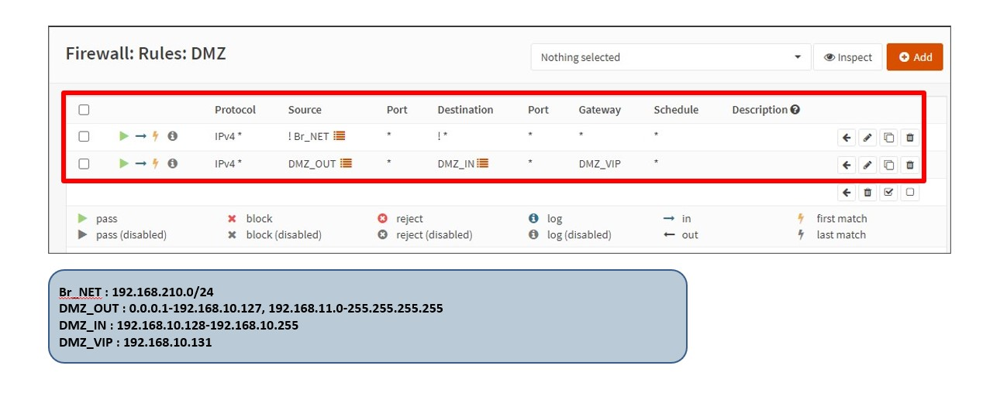 Firewall: Rules: DMZ
Nothing selected
Inspect
Add
Protocol Source Port Destination Port Gateway Schedule Description
IPv4 * ! Br_NET * ! * * * *
IPv4 * DMZ_OUT * DMZ_IN * DMZ_VIP *
pass block reject log in first match
pass (disabled) block (disabled) reject (disabled) log (disabled) out last match
Br_NET : 192.168.210.0/24
DMZ_OUT : 0.0.0.1-192.168.10.127, 192.168.11.0-255.255.255.255
DMZ_IN : 192.168.10.128-192.168.10.255
DMZ_VIP : 192.168.10.131